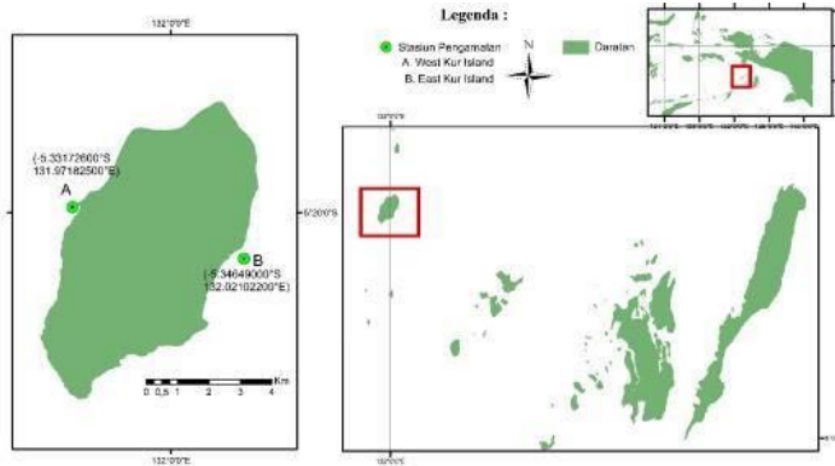 Legenda :
Stasiun Pengamatan
A. West Kur Island
B. East Kur Island
N
Daratan
132°0'0"E
(-5.33172600°S
131.97182500°E)
A
B
(-5.34649000°S
132.02102200°E)
5°20'0"S
Km
0 0,5 1 2 3 4
132°0'0"E